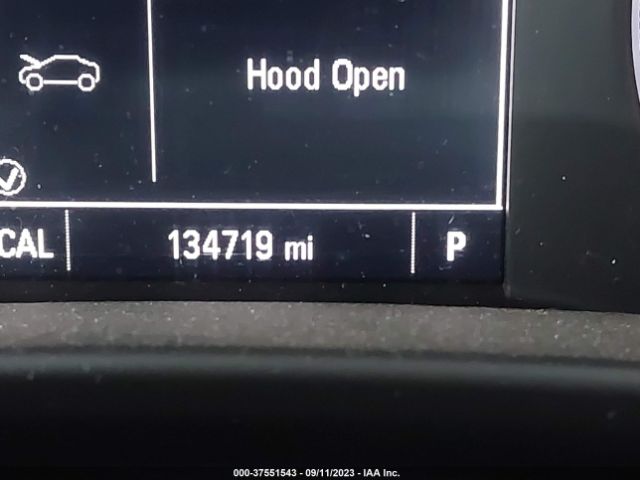 Hood Open
CAL 134719 mi P
000-37551543 - 09/11/2023 - IAA Inc.